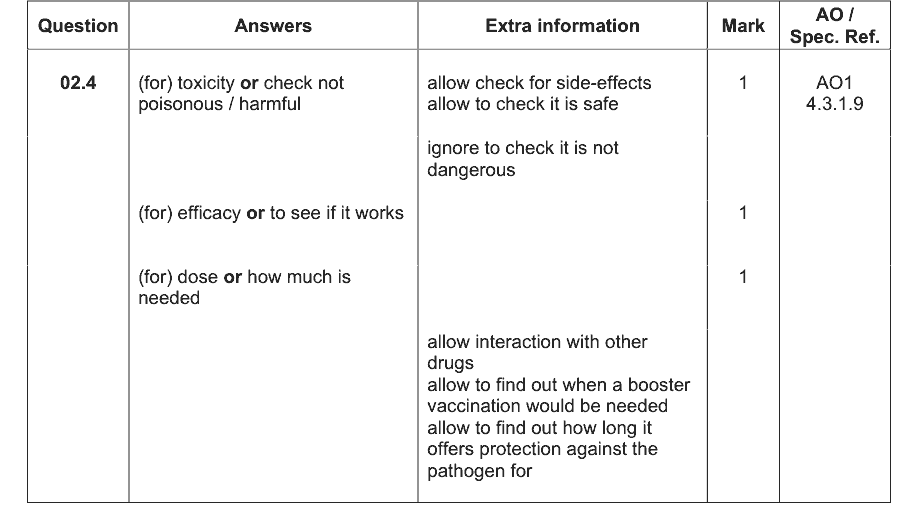 Question Answers Extra information Mark AO /
Spec. Ref.
02.4 (for) toxicity or check not allow check for side-effects 1 AO1
poisonous / harmful allow to check it is safe 4.3.1.9
ignore to check it is not
dangerous
(for) efficacy or to see if it works 1
(for) dose or how much is 1
needed
allow interaction with other
drugs
allow to find out when a booster
vaccination would be needed
allow to find out how long it
offers protection against the
pathogen for